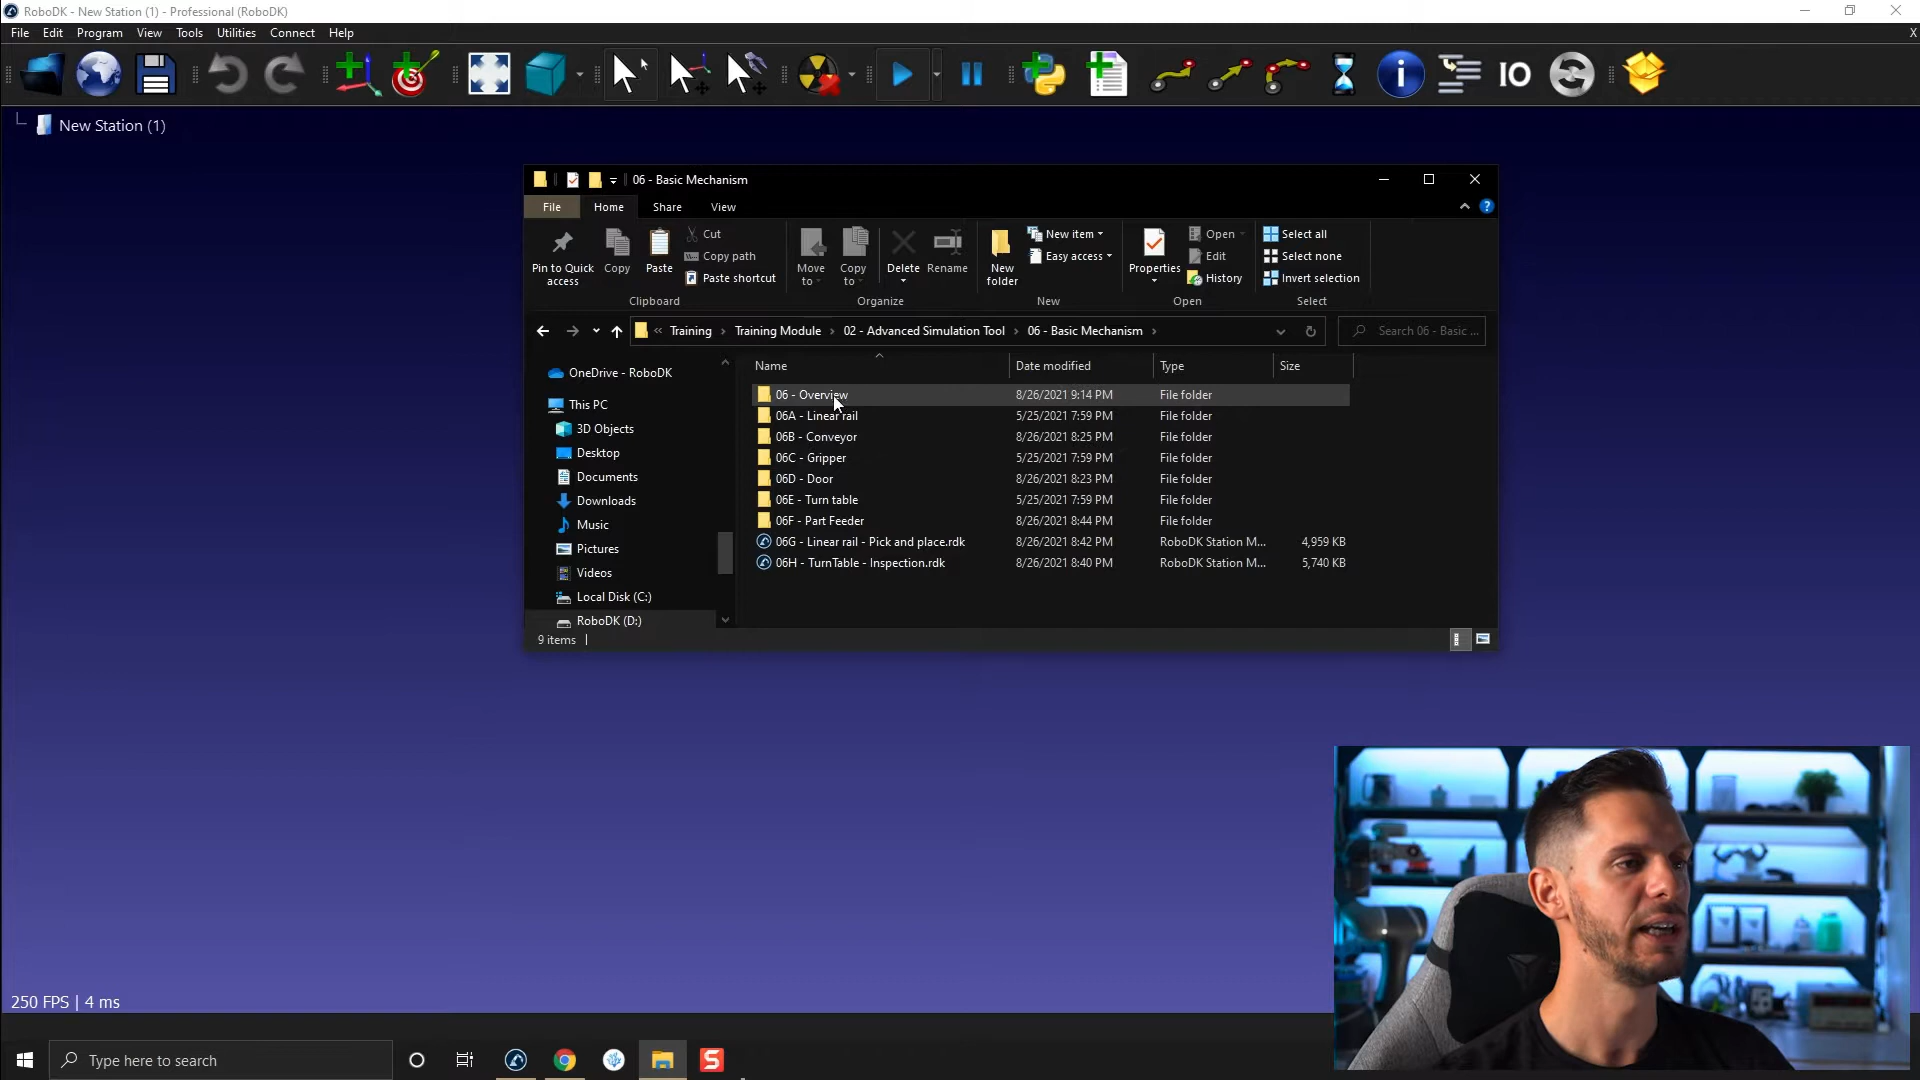 RoboDK - New Station (1) - Professional (RoboDK)
File Edit Program View Tools Utilities Connect Help X
IO
New Station (1)
06 - Basic Mechanism
File Home Share View
Pin to Quick access
Copy
Paste
Cut
Copy path
Paste shortcut
Clipboard
Move to
Copy to
Delete
Rename
Organize
New folder
New item
Easy access
New
Properties
Open
Edit
History
Open
Select all
Select none
Invert selection
Select
« Training › Training Module › 02 - Advanced Simulation Tool › 06 - Basic Mechanism ›
Search 06 - Basic ...
OneDrive - RoboDK
This PC
3D Objects
Desktop
Documents
Downloads
Music
Pictures
Videos
Local Disk (C:)
RoboDK (D:)
Name Date modified Type Size
06 - Overview 8/26/2021 9:14 PM File folder
06A - Linear rail 5/25/2021 7:59 PM File folder
06B - Conveyor 8/26/2021 8:25 PM File folder
06C - Gripper 5/25/2021 7:59 PM File folder
06D - Door 8/26/2021 8:23 PM File folder
06E - Turn table 5/25/2021 7:59 PM File folder
06F - Part Feeder 8/26/2021 8:44 PM File folder
06G - Linear rail - Pick and place.rdk 8/26/2021 8:42 PM RoboDK Station M... 4,959 KB
06H - TurnTable - Inspection.rdk 8/26/2021 8:40 PM RoboDK Station M... 5,740 KB
9 items
250 FPS | 4 ms
Type here to search